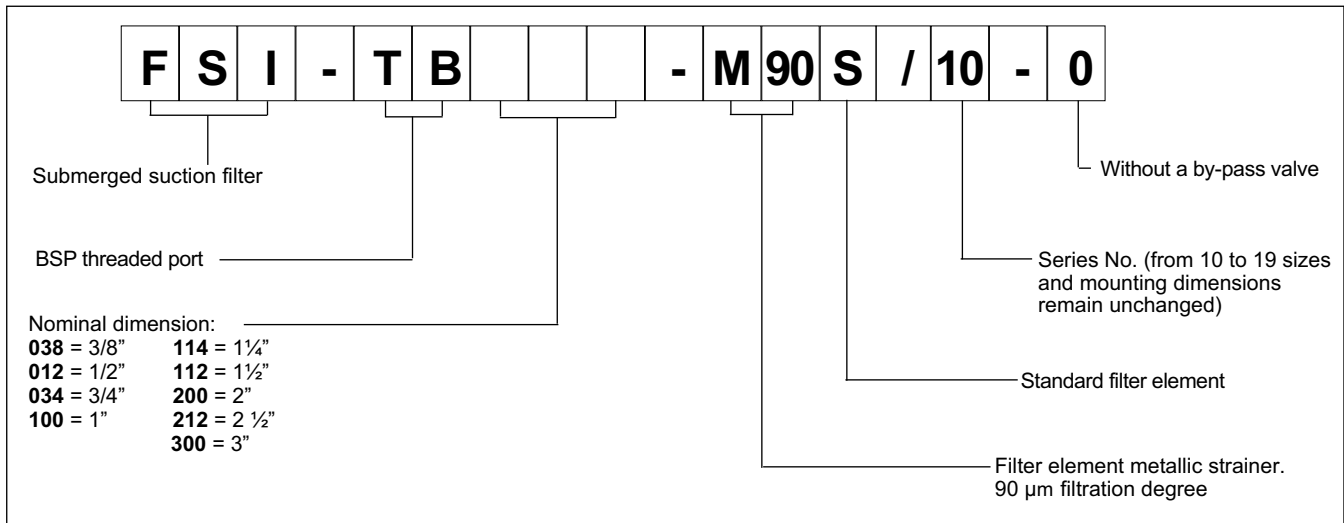 F S I - T B - M 90 S / 10 - 0
Submerged suction filter
Without a by-pass valve
BSP threaded port
Series No. (from 10 to 19 sizes
and mounting dimensions
remain unchanged)
Nominal dimension:
038 = 3/8” 114 = 1¼”
012 = 1/2” 112 = 1½”
034 = 3/4” 200 = 2”
100 = 1” 212 = 2 ½”
300 = 3”
Standard filter element
Filter element metallic strainer.
90 µm filtration degree